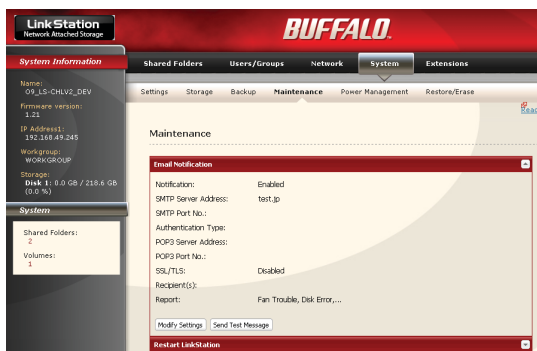 LinkStation
Network Attached Storage
BUFFALO
System Information
Shared Folders Users/Groups Network System Extensions
Name:
09_LS-CHLV2_DEV
Settings Storage Backup Maintenance Power Management Restore/Erase
Firmware version:
1.21
IP Address1:
192.168.49.245
Workgroup:
WORKGROUP
Storage:
Disk 1: 0.0 GB / 218.6 GB
(0.0 %)
System
Shared Folders:
2
Volumes:
1
Maintenance
Email Notification
Notification: Enabled
SMTP Server Address: test.jp
SMTP Port No.:
Authentication Type:
POP3 Server Address:
POP3 Port No.:
SSL/TLS: Disabled
Recipient(s):
Report: Fan Trouble, Disk Error,...
Modify Settings Send Test Message
Restart LinkStation